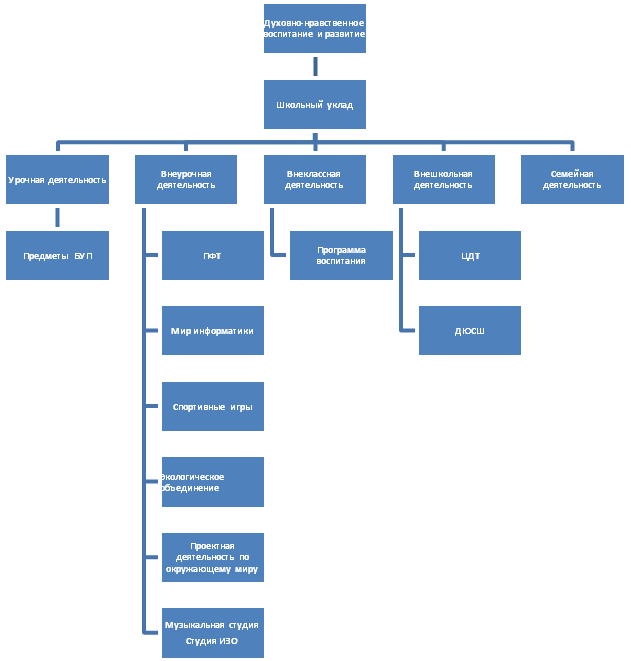 Духовно-нравственное
воспитание и развитие
Школьный уклад
Урочная деятельность
Внеурочная
деятельность
Внеклассная
деятельность
Внешкольная
деятельность
Семейная
деятельность
Предметы БУП
ПФТ
Программа
воспитания
ЦДТ
Мир информатики
ДЮСШ
Спортивные игры
Экологическое
объединение
Проектная
деятельность по
окружающему миру
Музыкальная студия
Студия ИЗО